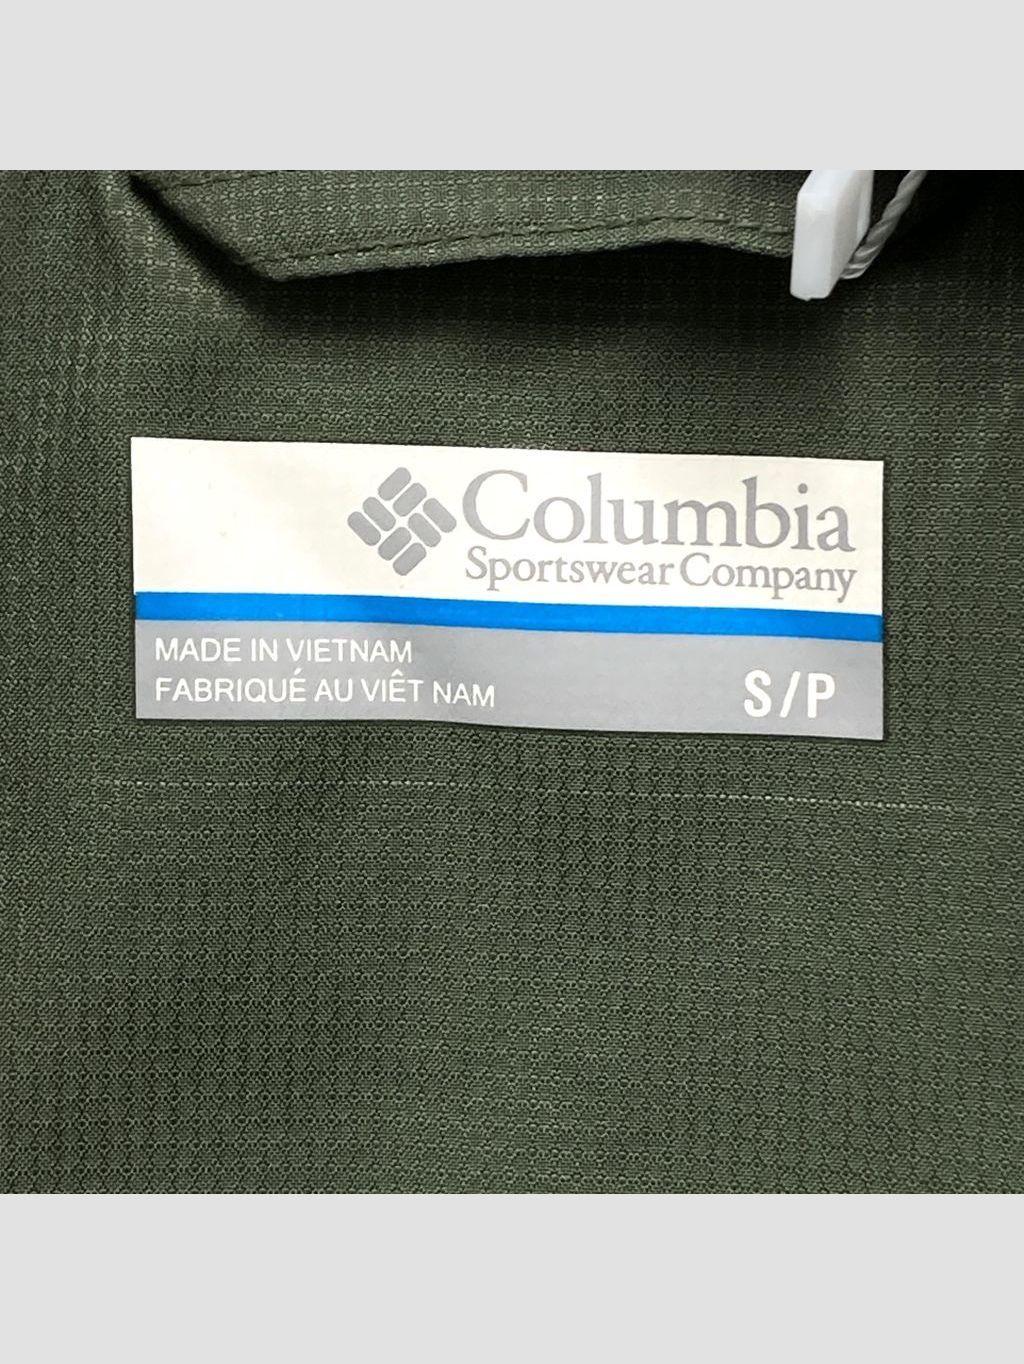 Columbia
Sportswear Company
MADE IN VIETNAM
FABRIQUÉ AU VIÊT NAM
S/P